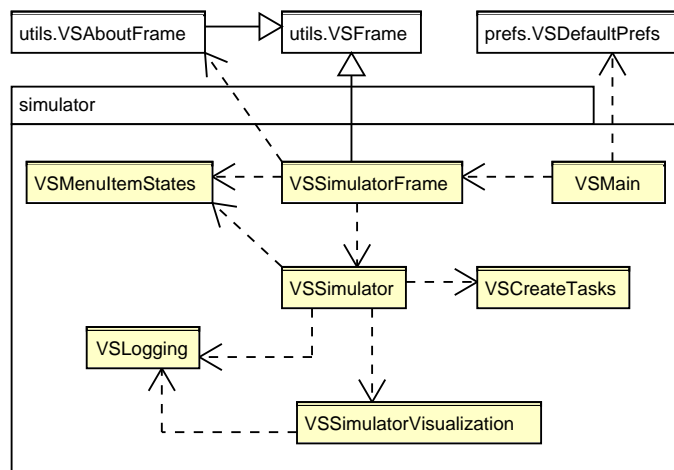 utils.VSAboutFrame
utils.VSFrame
prefs.VSDefaultPrefs
simulator
VSMenuItemStates
VSSimulatorFrame
VSMain
VSSimulator
VSCreateTasks
VSLogging
VSSimulatorVisualization